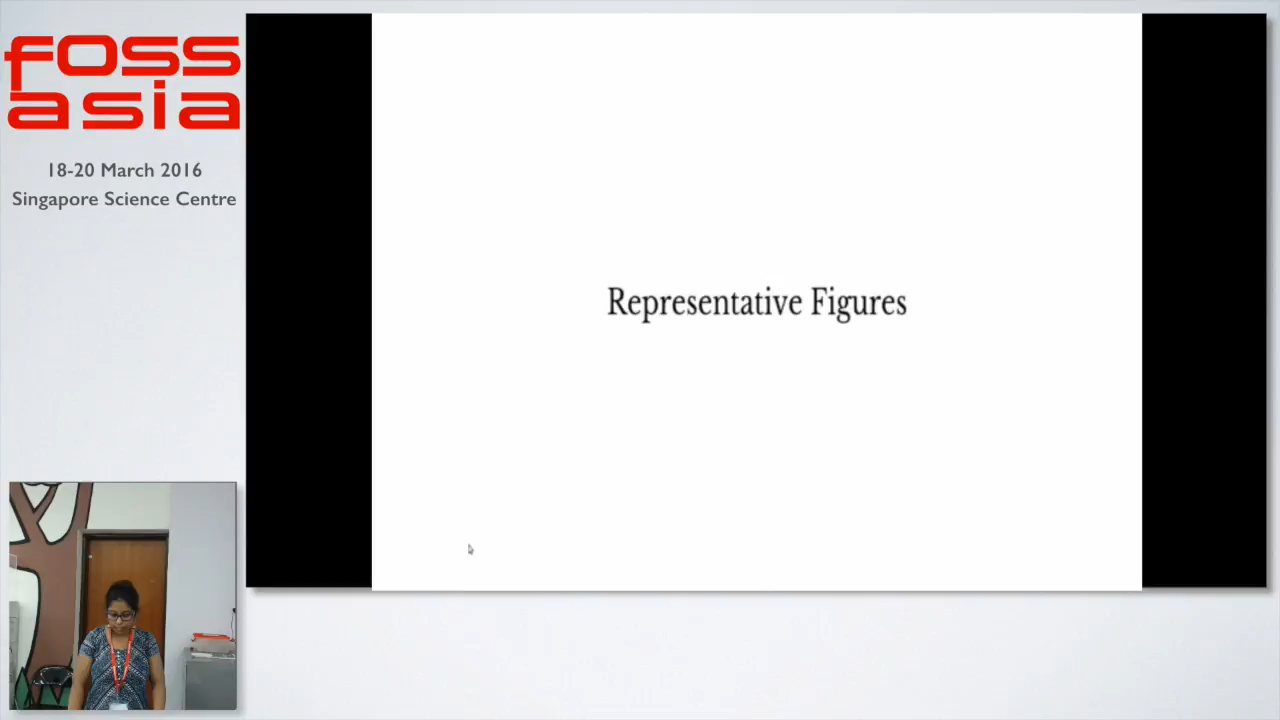 foss
asia
18-20 March 2016
Singapore Science Centre
Representative Figures